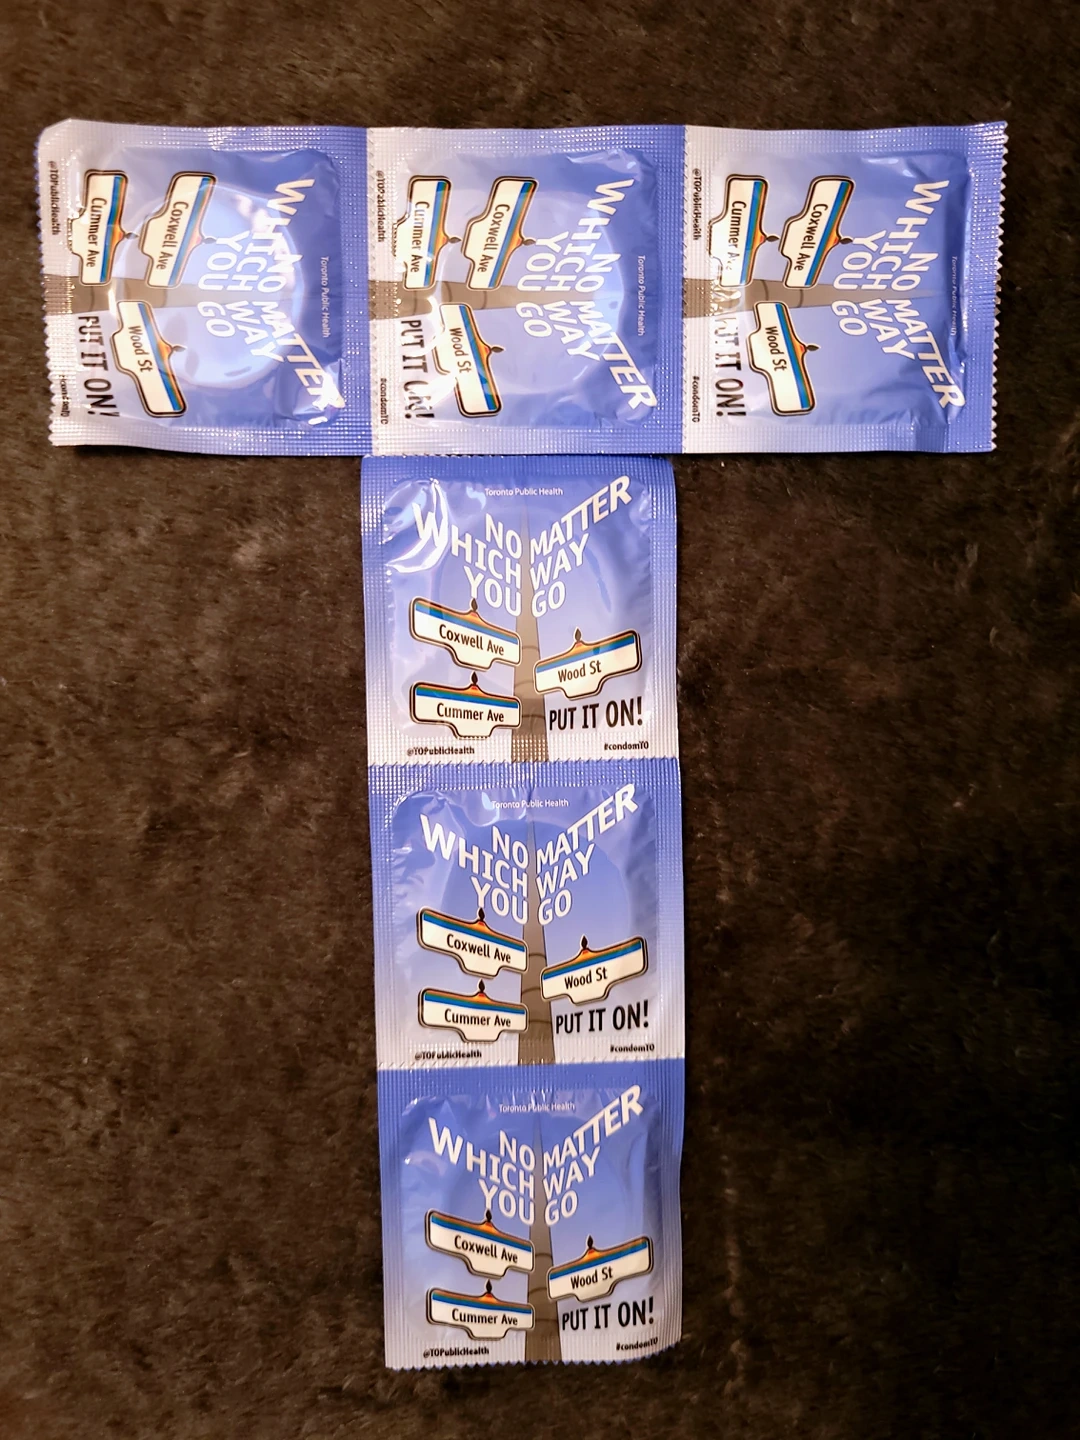 @TOPublicHealth
Cummer Ave
Coxwell Ave
Wood St
PUT IT ON!
WHICH WAY
NO MATTER
YOU GO
Toronto Public Health
@TOPublicHealth
Cummer Ave
Coxwell Ave
Wood St
PUT IT ON!
#condomTO
NO MATTER
WHICH WAY
YOU GO
Toronto Public Health
@TOPublicHealth
Cummer Ave
Coxwell Ave
Wood St
PUT IT ON!
#condomTO
NO MATTER
WHICH WAY
YOU GO
Toronto Public Health
Toronto Public Health
NO MATTER
WHICH WAY
YOU GO
Coxwell Ave
Wood St
Cummer Ave
PUT IT ON!
@TOPublicHealth
#condomTO
Toronto Public Health
NO MATTER
WHICH WAY
YOU GO
Coxwell Ave
Wood St
Cummer Ave
PUT IT ON!
@TOPublicHealth
#condomTO
Toronto Public Health
NO MATTER
WHICH WAY
YOU GO
Coxwell Ave
Wood St
Cummer Ave
PUT IT ON!
@TOPublicHealth
#condomTO